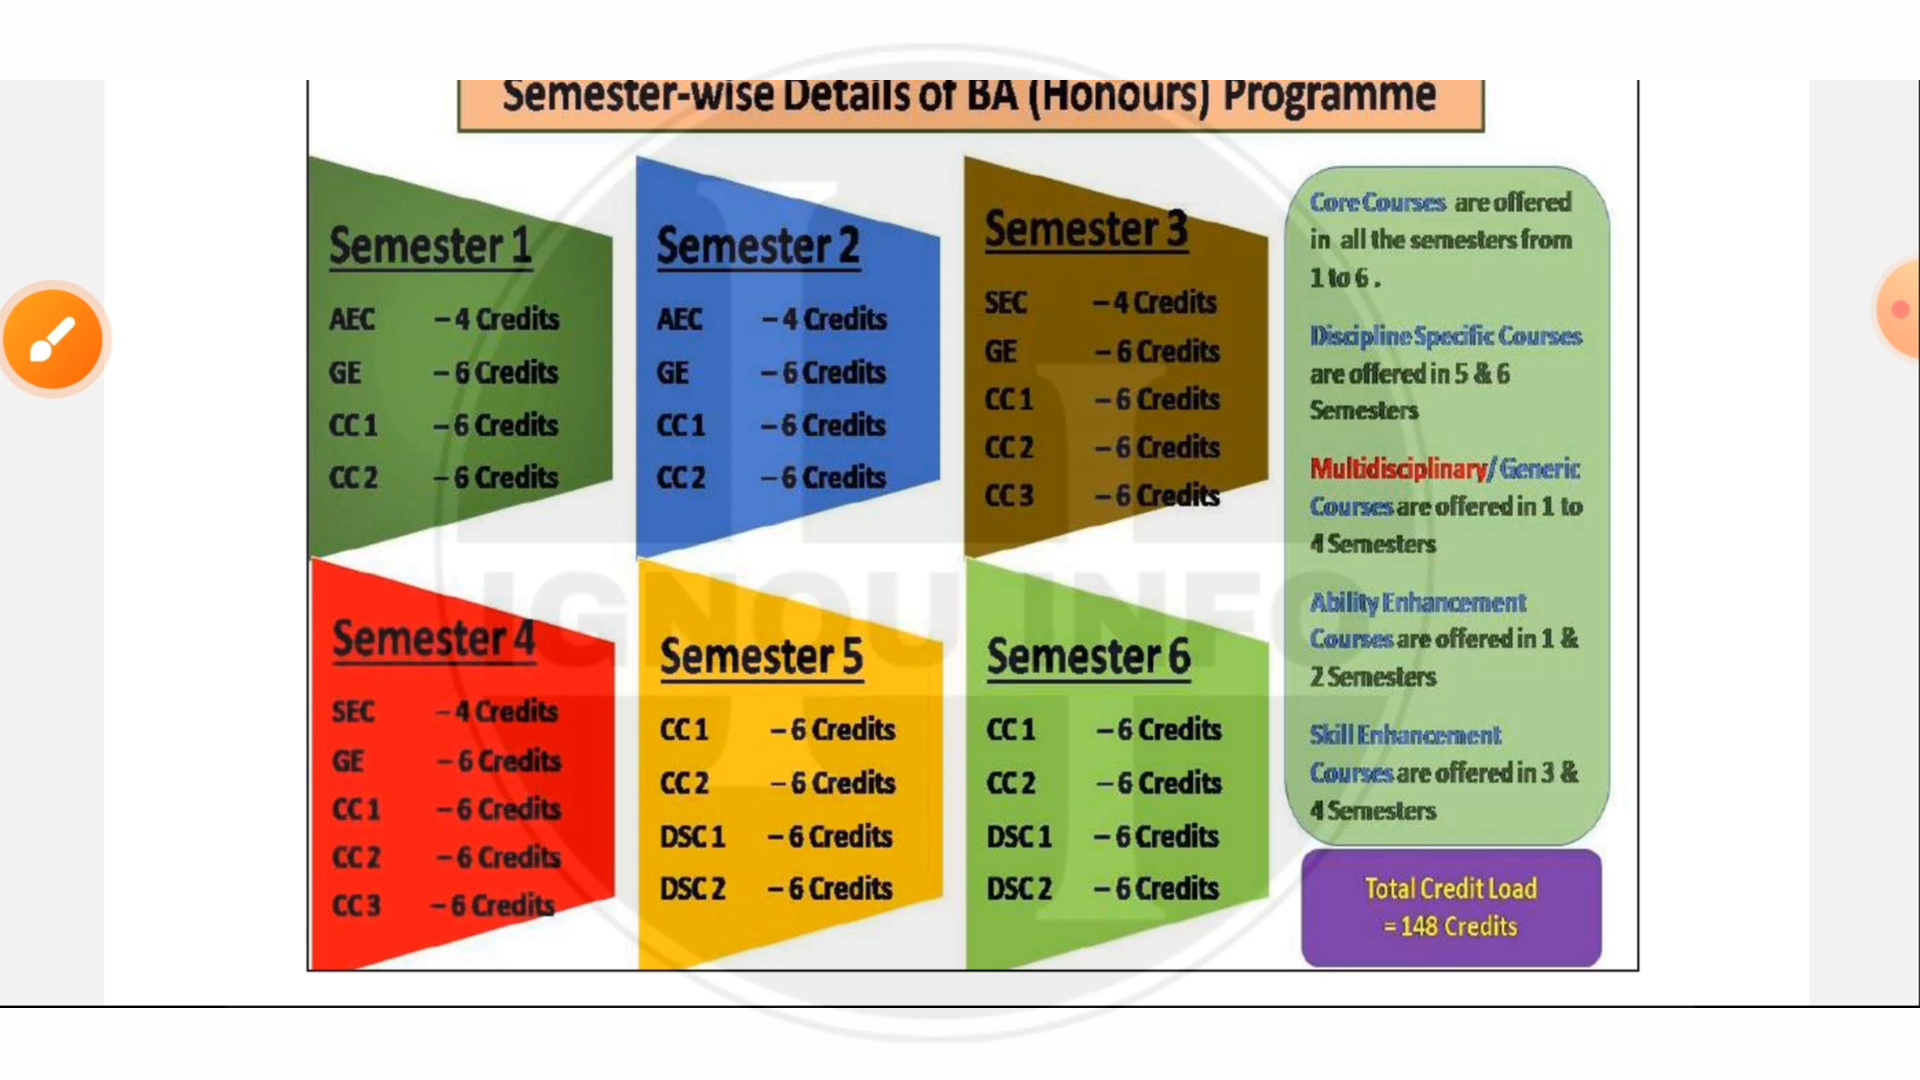 Semester-wise Details of BA (Honours) Programme
Semester 1
AEC – 4 Credits
GE – 6 Credits
CC 1 – 6 Credits
CC 2 – 6 Credits
Semester 2
AEC – 4 Credits
GE – 6 Credits
CC 1 – 6 Credits
CC 2 – 6 Credits
Semester 3
SEC – 4 Credits
GE – 6 Credits
CC 1 – 6 Credits
CC 2 – 6 Credits
CC 3 – 6 Credits
Semester 4
SEC – 4 Credits
GE – 6 Credits
CC 1 – 6 Credits
CC 2 – 6 Credits
CC 3 – 6 Credits
Semester 5
CC 1 – 6 Credits
CC 2 – 6 Credits
DSC 1 – 6 Credits
DSC 2 – 6 Credits
Semester 6
CC 1 – 6 Credits
CC 2 – 6 Credits
DSC 1 – 6 Credits
DSC 2 – 6 Credits
Core Courses are offered
in all the semesters from
1 to 6 .
Discipline Specific Courses
are offered in 5 & 6
Semesters
Multidisciplinary/ Generic
Courses are offered in 1 to
4 Semesters
Ability Enhancement
Courses are offered in 1 &
2 Semesters
Skill Enhancement
Courses are offered in 3 &
4 Semesters
Total Credit Load
= 148 Credits
IGNOU INFO